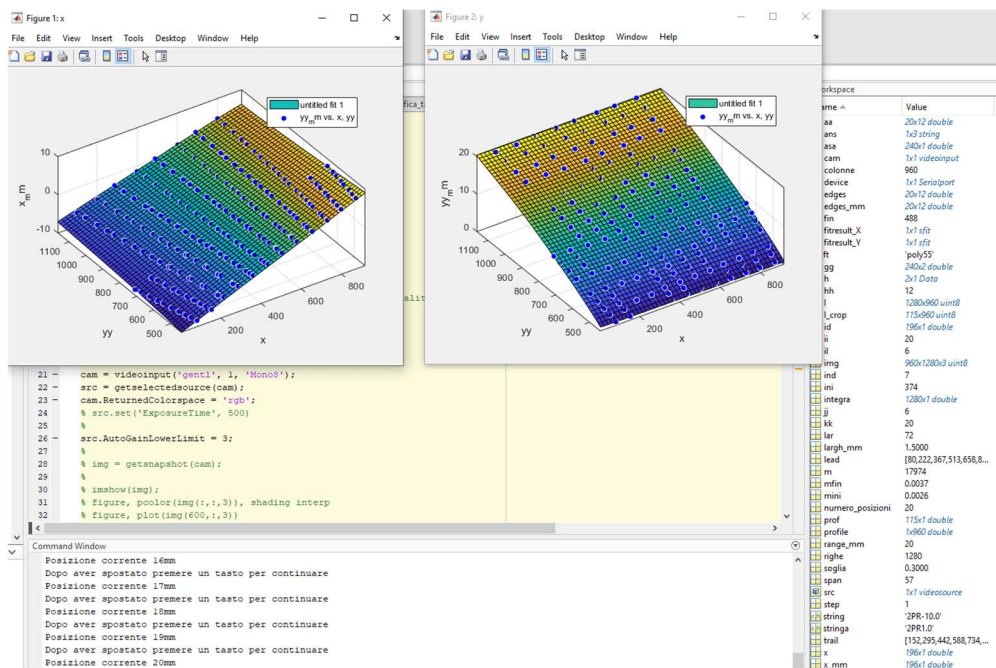 Figure 1: x
File Edit View Insert Tools Desktop Window Help
untitled fit 1
yy_mm vs. x, yy
10
0
-10
x_mm
1100
1000
900
800
700
600
500
yy
200
400
600
800
x
Figure 2: y
File Edit View Insert Tools Desktop Window Help
untitled fit 1
yy_mm vs. x, yy
20
10
0
yy_mm
1100
1000
900
800
700
600
500
yy
200
400
600
800
x
21 - cam = videoinput('gentl', 1, 'Mono8');
22 - src = getselectedsource(cam);
23 - cam.ReturnedColorspace = 'rgb';
24 % src.set('ExposureTime', 500)
25 %
26 - src.AutoGainLowerLimit = 3;
27 %
28 % img = getsnapshot(cam);
29 %
30 % imshow(img);
31 % figure, pcolor(img(:,:,3)), shading interp
32 % figure, plot(img(600,:,3))
Command Window
Posizione corrente 16mm
Dopo aver spostato premere un tasto per continuare
Posizione corrente 17mm
Dopo aver spostato premere un tasto per continuare
Posizione corrente 18mm
Dopo aver spostato premere un tasto per continuare
Posizione corrente 19mm
Dopo aver spostato premere un tasto per continuare
Posizione corrente 20mm
orkspace
ame Value
aa 20x12 double
ans 1x3 string
asa 240x1 double
cam 1x1 videoinput
colonne 960
device 1x1 Serialport
edges 20x12 double
edges_mm 20x12 double
fin 488
fitresult_X 1x1 sfit
fitresult_Y 1x1 sfit
ft 'poly55'
gg 240x2 double
h 2x1 Data
hh 12
I 1280x960 uint8
I_crop 115x960 uint8
id 196x1 double
ii 20
il 6
img 960x1280x3 uint8
ind 7
ini 374
integra 1280x1 double
jj 6
kk 20
lar 72
largh_mm 1.5000
lead [80,222,367,513,658,8...
m 17974
mfin 0.0037
mini 0.0026
numero_posizioni 20
prof 115x1 double
profile 1x960 double
range_mm 20
righe 1280
soglia 0.3000
span 57
src 1x1 videosource
step 1
string '2PR-10.0'
stringa '2PR1.0'
trail [152,295,442,588,734,...
x 196x1 double
x_mm 196x1 double